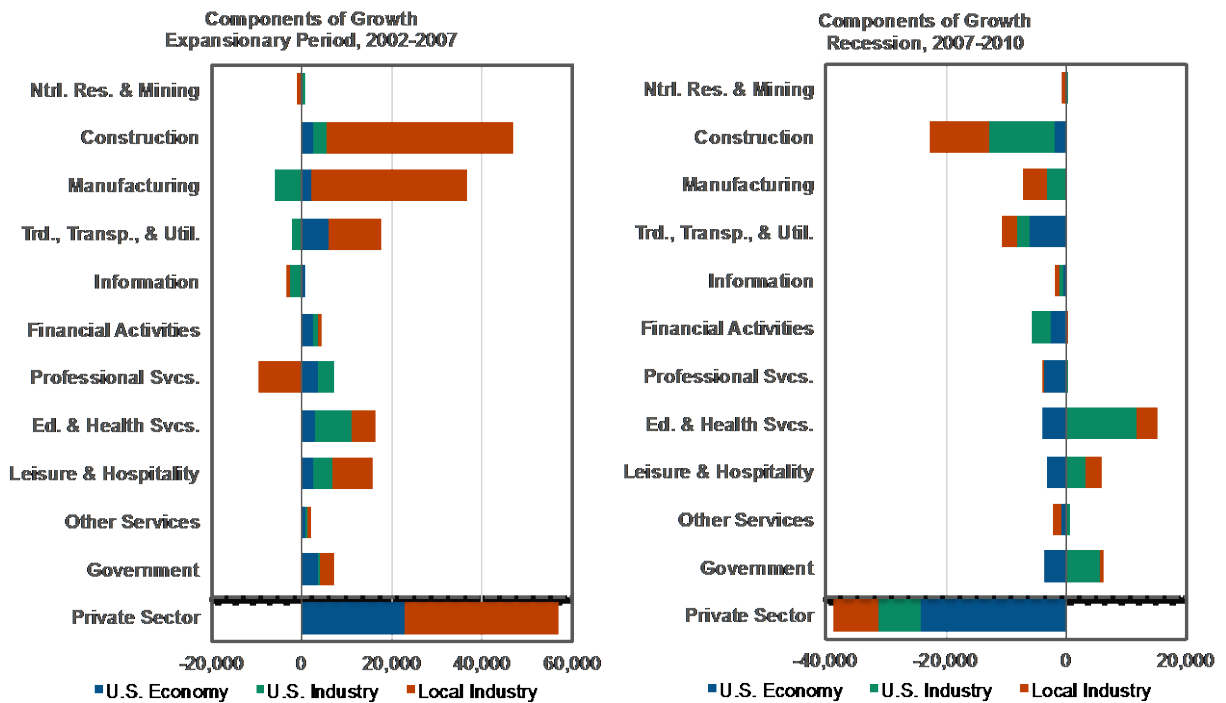 Components of Growth
Expansionary Period, 2002-2007
Ntrl. Res. & Mining
Construction
Manufacturing
Trd., Transp., & Util.
Information
Financial Activities
Professional Svcs.
Ed. & Health Svcs.
Leisure & Hospitality
Other Services
Government
Private Sector
-20,000 0 20,000 40,000 60,000
U.S. Economy U.S. Industry Local Industry
Components of Growth
Recession, 2007-2010
Ntrl. Res. & Mining
Construction
Manufacturing
Trd., Transp., & Util.
Information
Financial Activities
Professional Svcs.
Ed. & Health Svcs.
Leisure & Hospitality
Other Services
Government
Private Sector
-40,000 -20,000 0 20,000
U.S. Economy U.S. Industry Local Industry